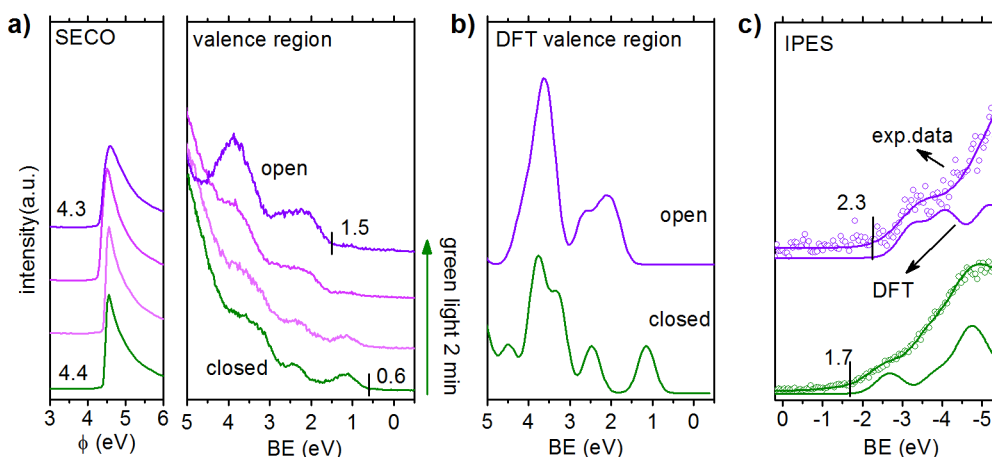 a)
SECO
valence region
b)
DFT valence region
c)
IPES
intensity(a.u.)
4.3
4.4
3 4 5 6
ϕ (eV)
open
1.5
closed
0.6
5 4 3 2 1 0
BE (eV)
green light 2 min
open
closed
5 4 3 2 1 0
BE (eV)
exp.data
2.3
DFT
1.7
0 -1 -2 -3 -4 -5
BE (eV)